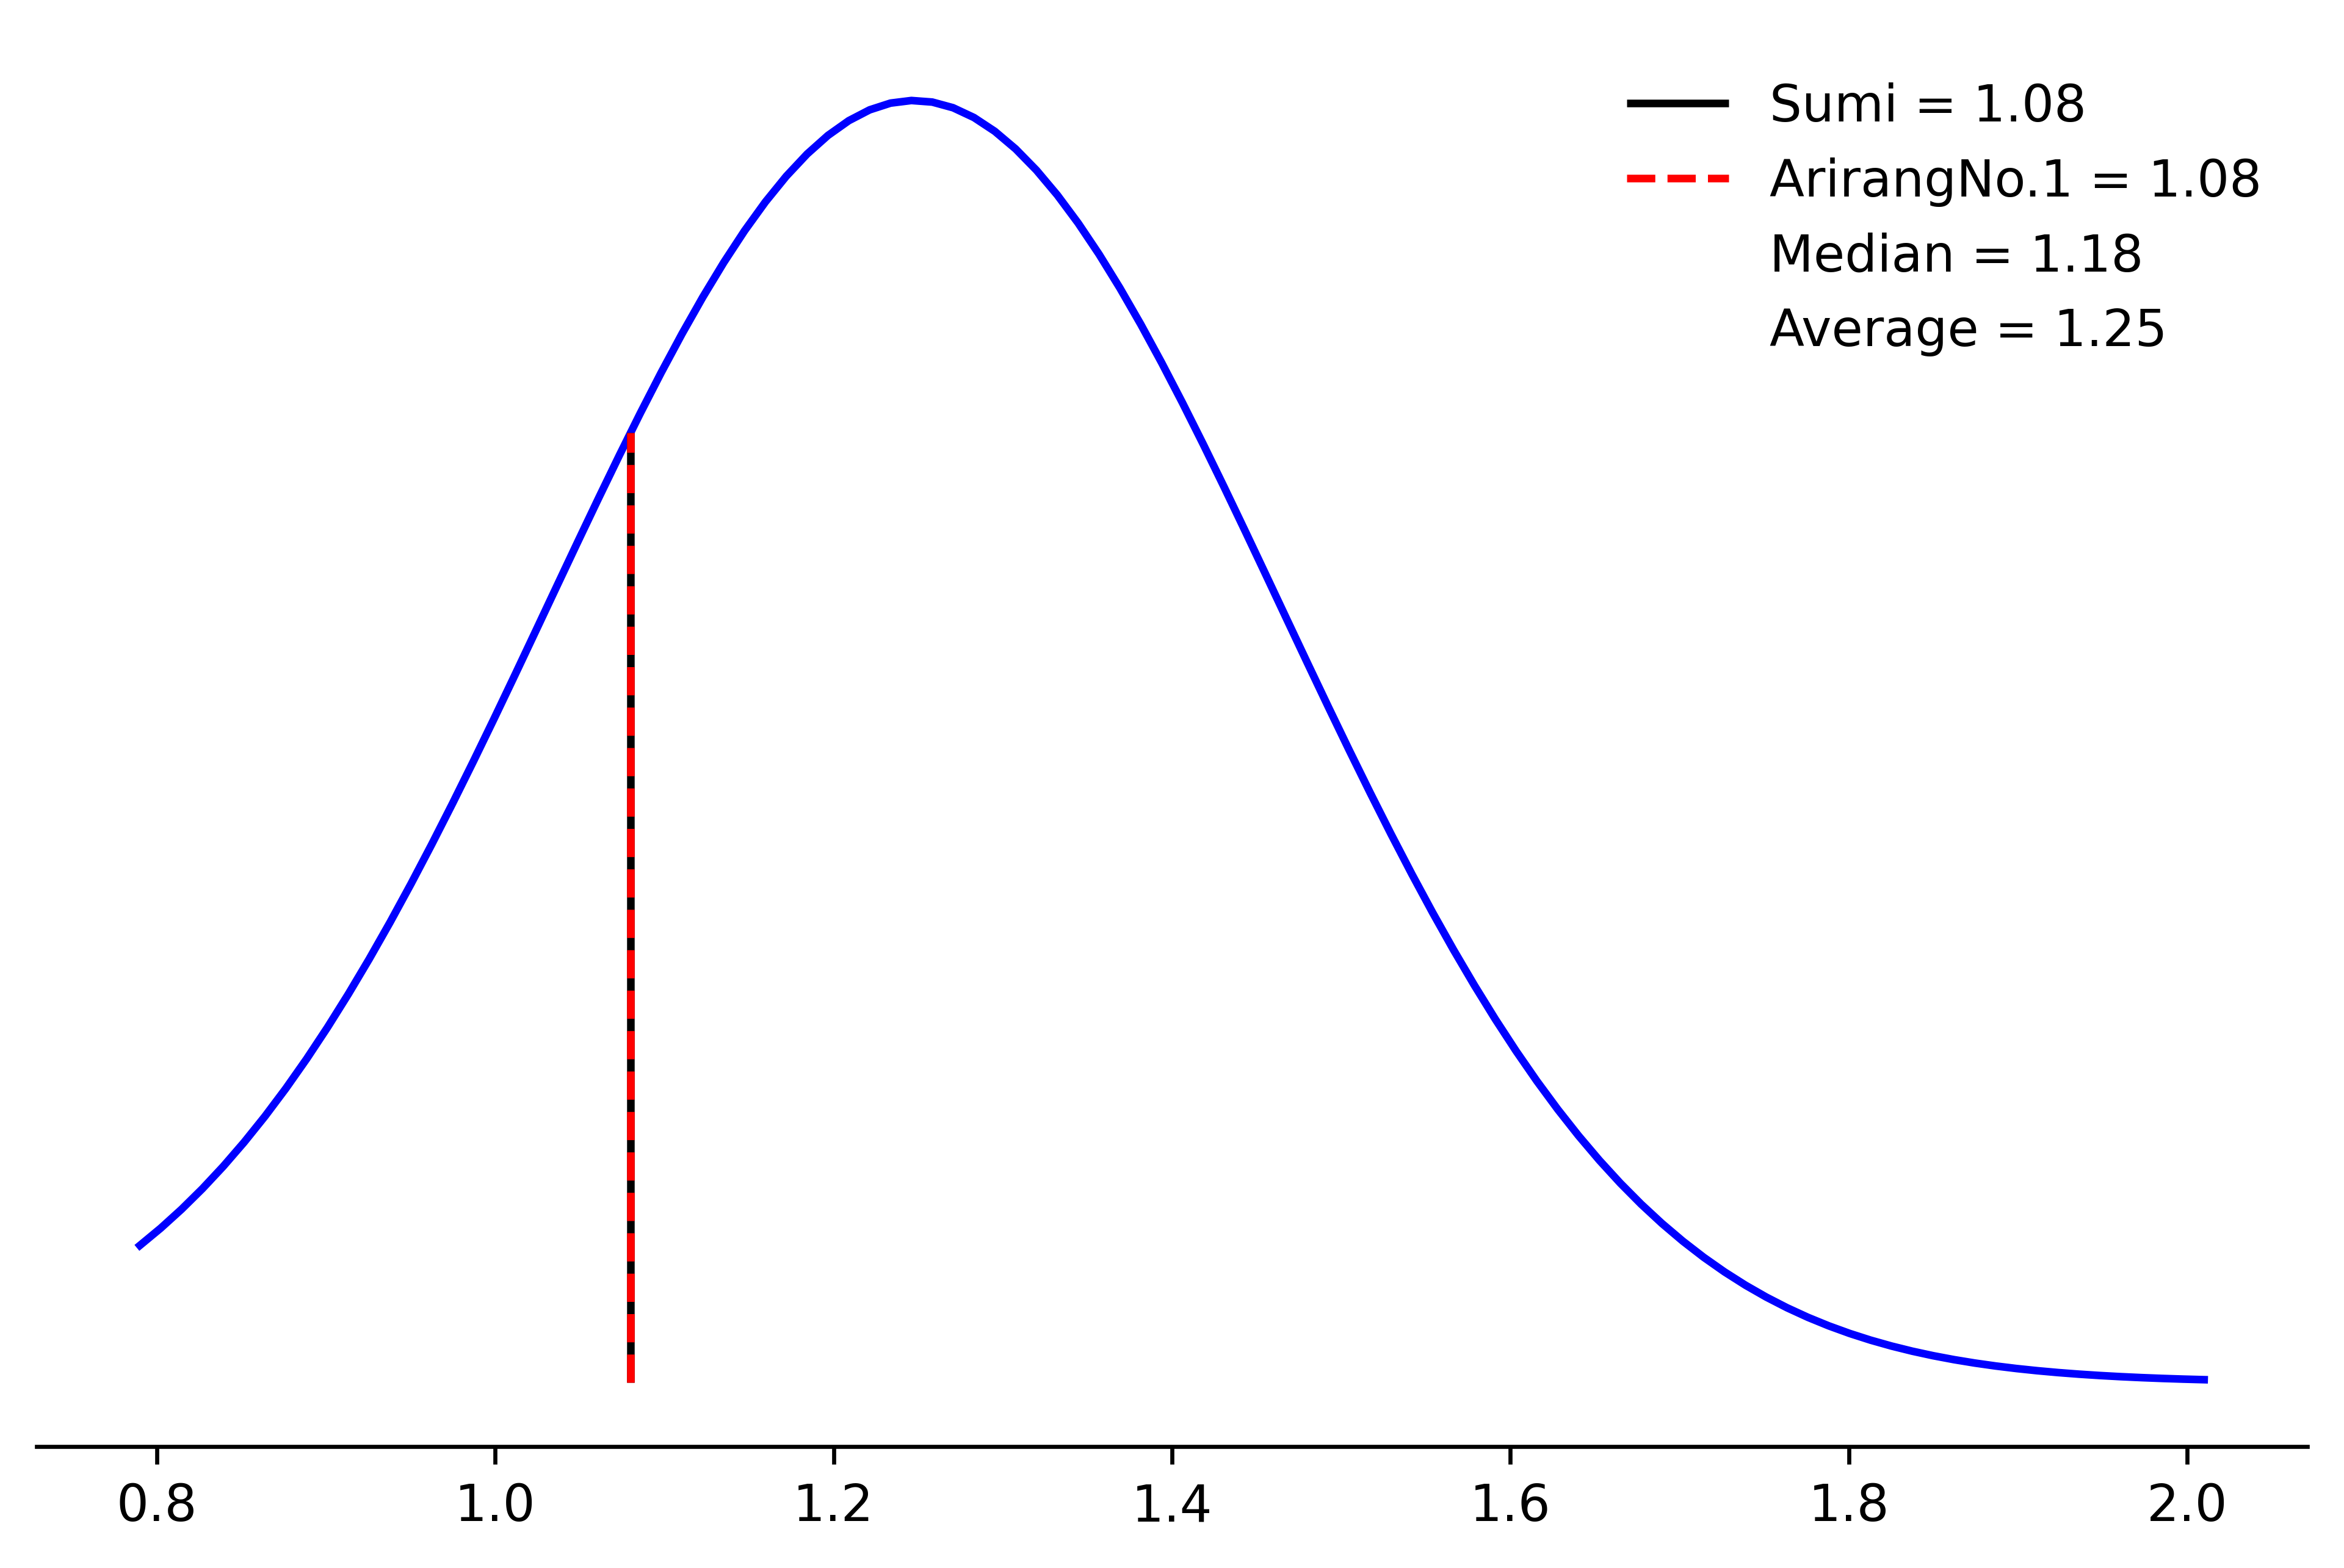 Sumi = 1.08
ArirangNo.1 = 1.08
Median = 1.18
Average = 1.25
0.8 1.0 1.2 1.4 1.6 1.8 2.0